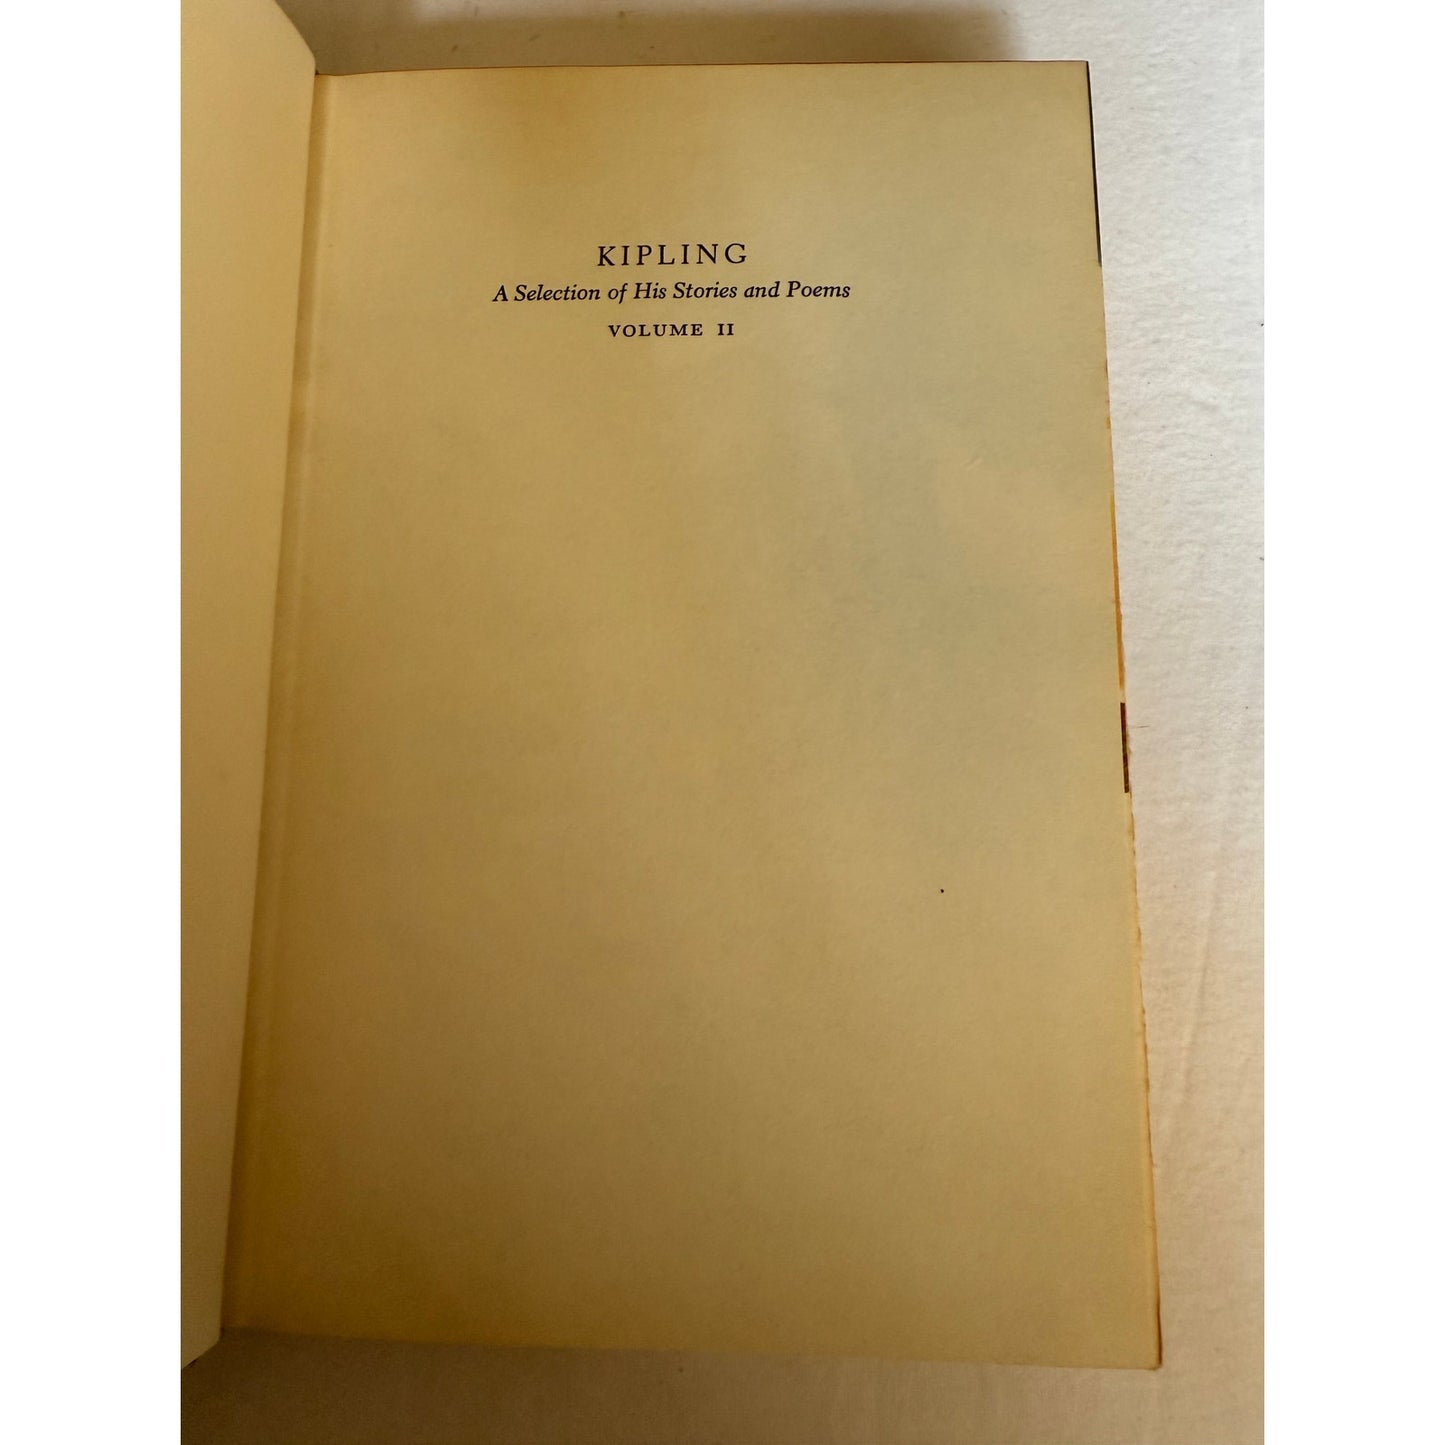 KIPLING
A Selection of His Stories and Poems
VOLUME II